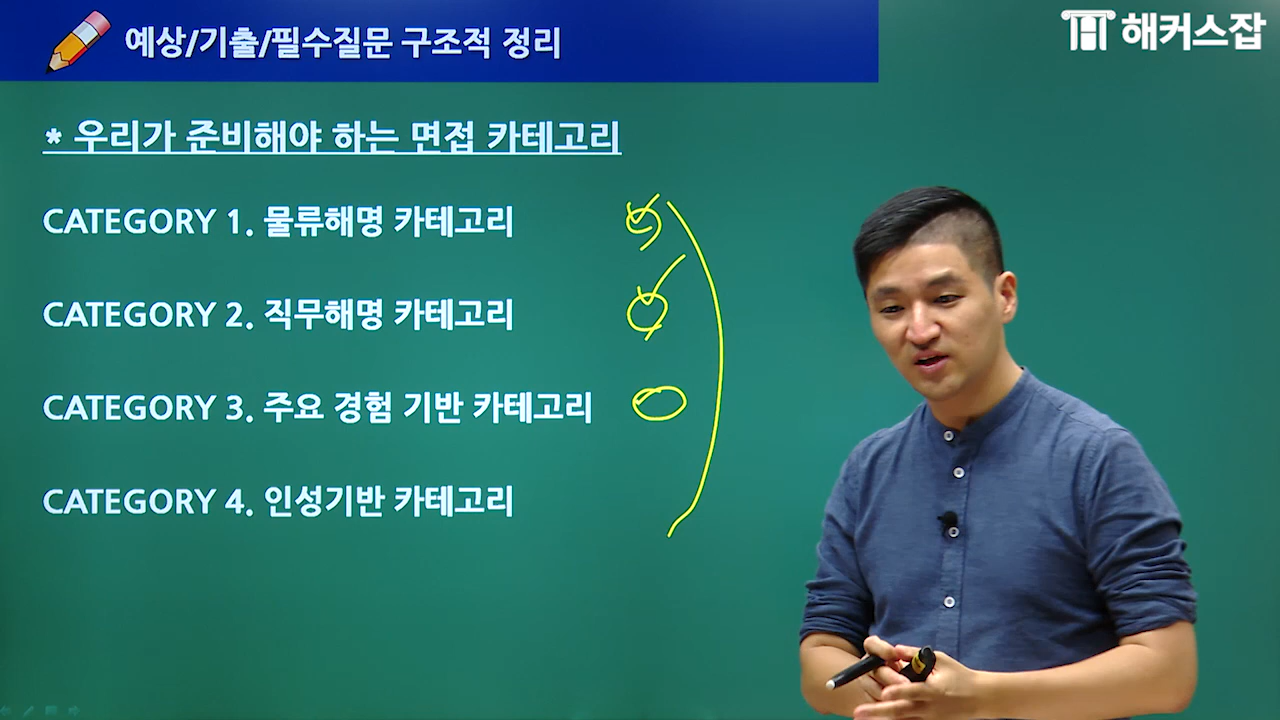 예상/기출/필수질문 구조적 정리
해커스잡
* 우리가 준비해야 하는 면접 카테고리
CATEGORY 1. 물류해명 카테고리
CATEGORY 2. 직무해명 카테고리
CATEGORY 3. 주요 경험 기반 카테고리
CATEGORY 4. 인성기반 카테고리